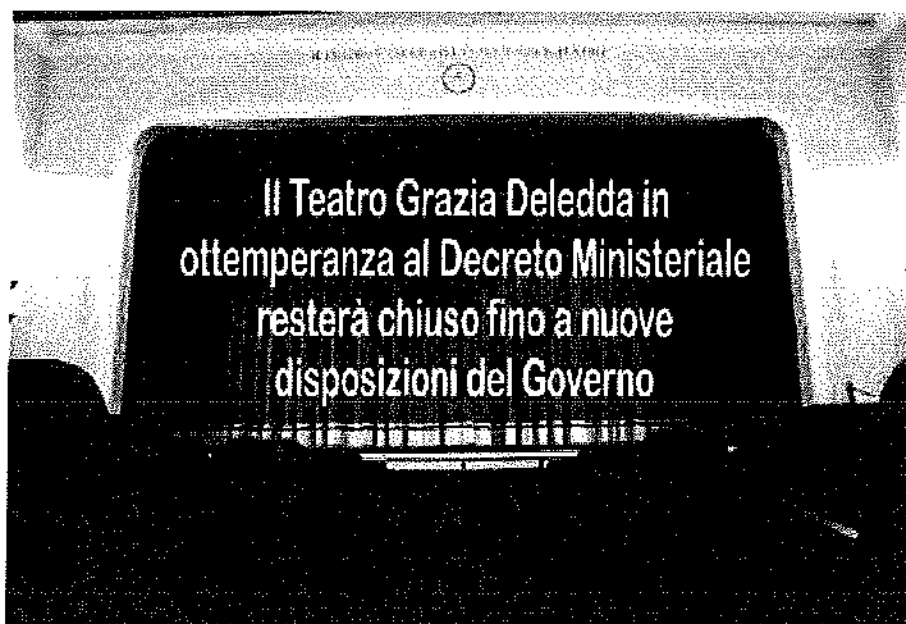 Il Teatro Grazia Deledda in
ottemperanza al Decreto Ministeriale
resterà chiuso fino a nuove
disposizioni del Governo